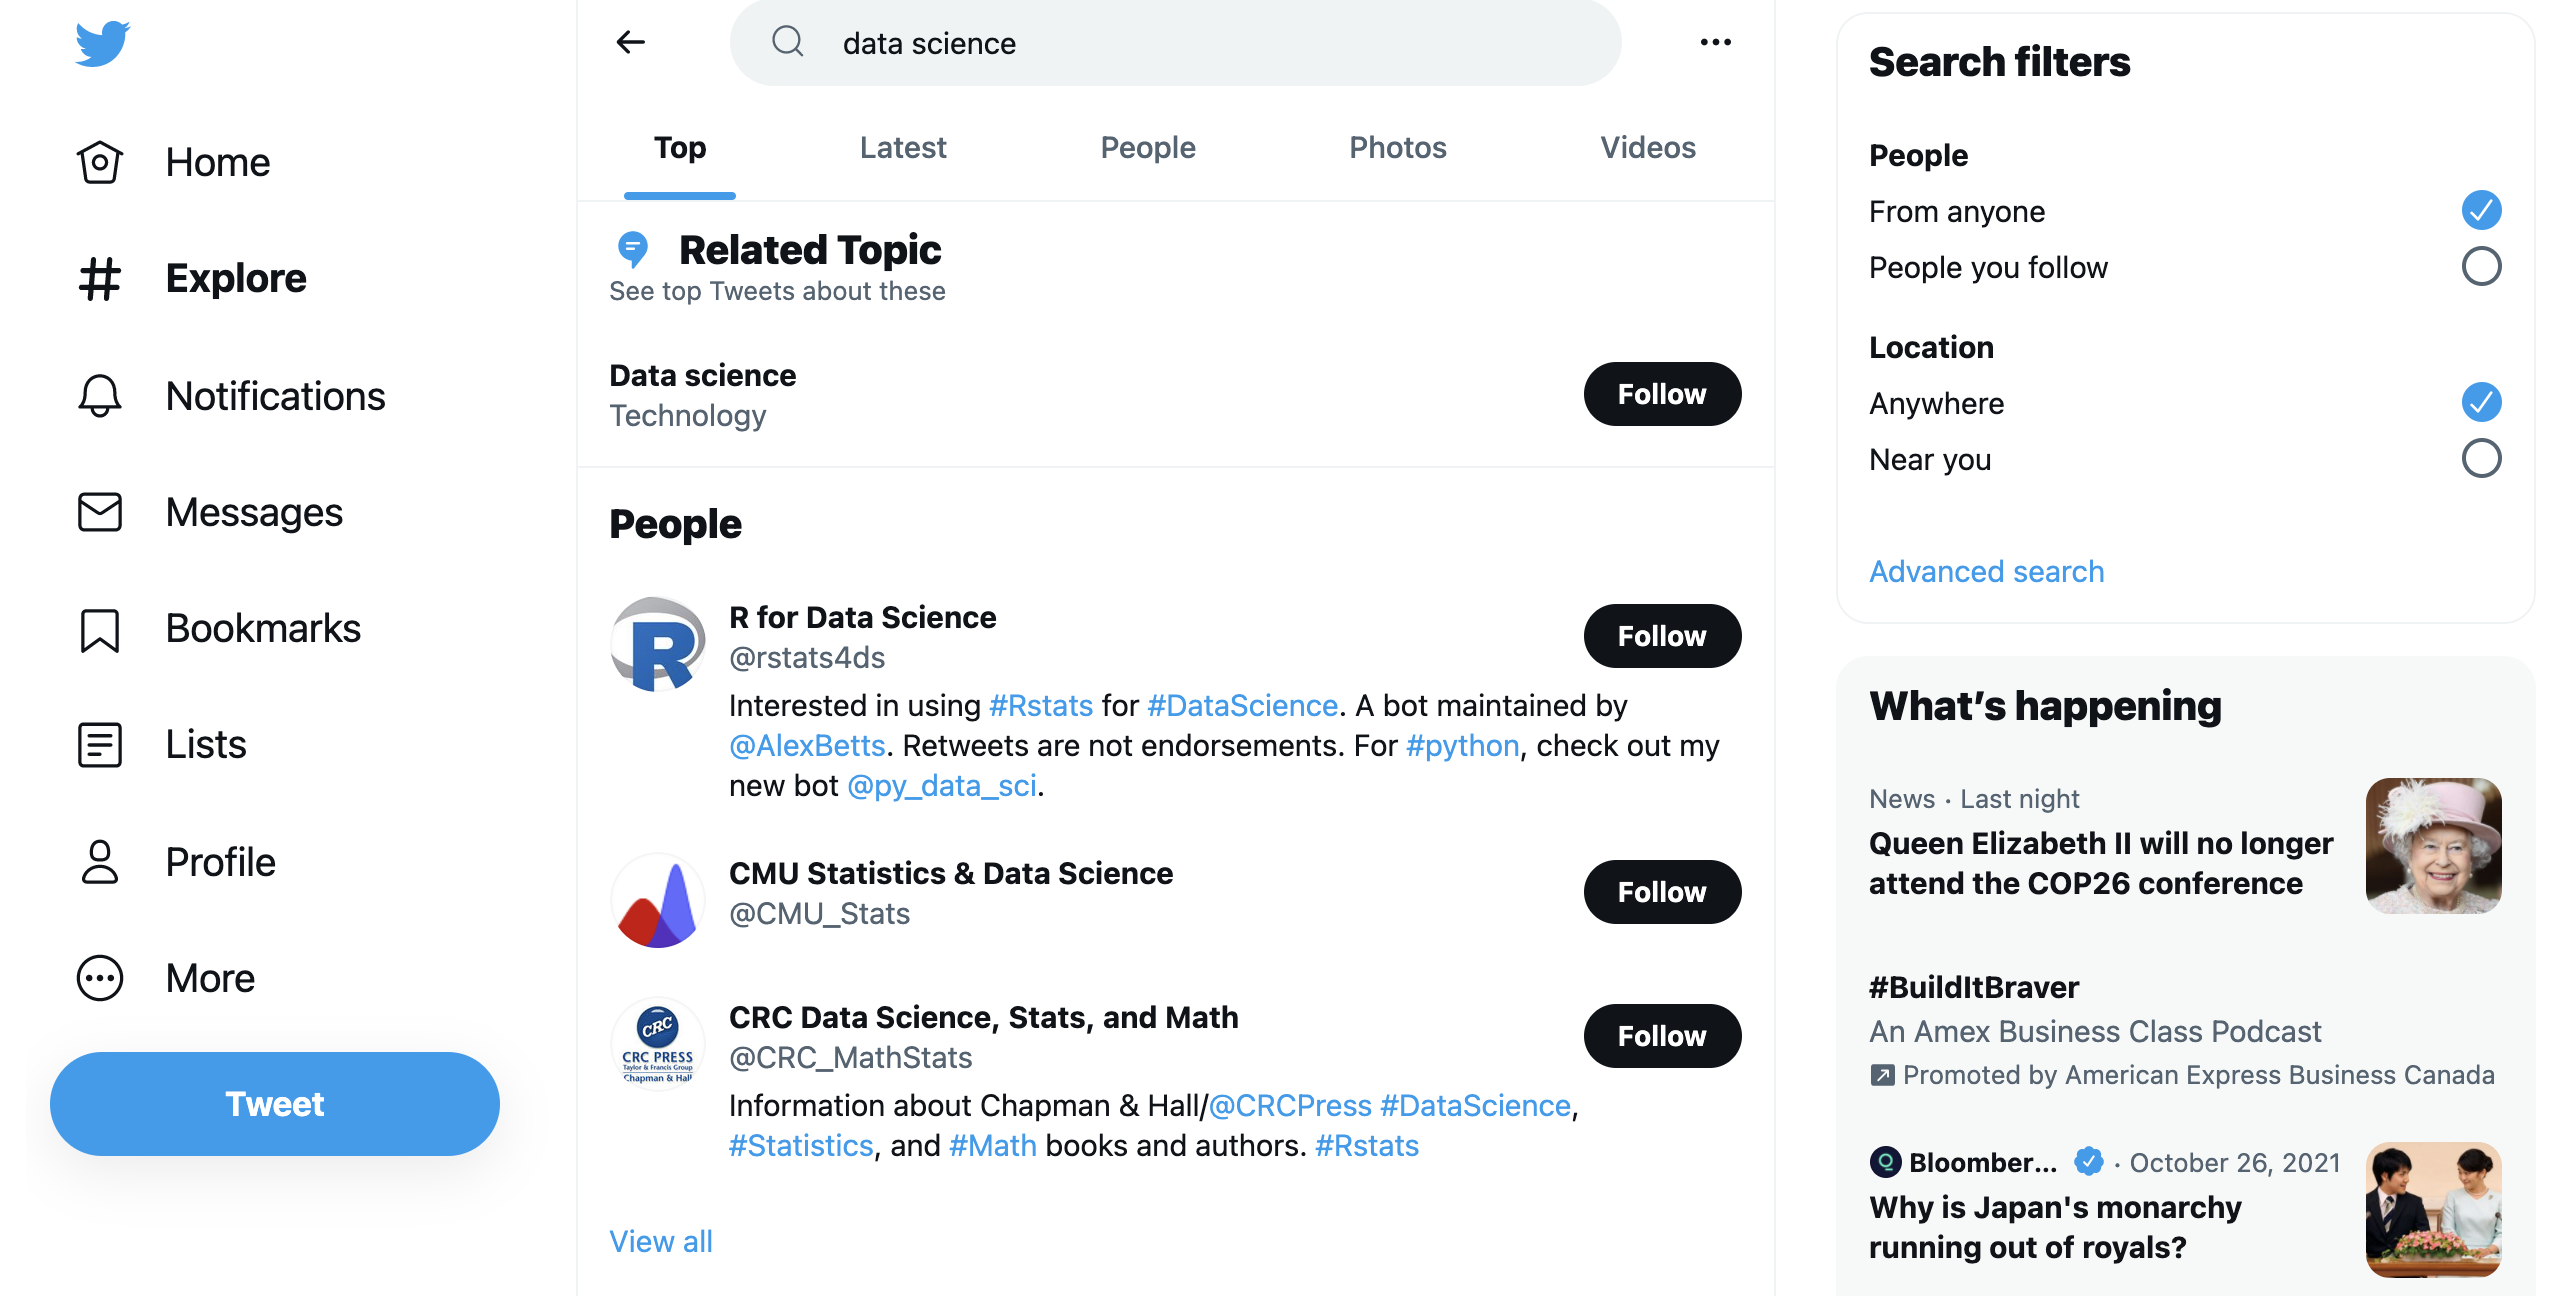 Home
Explore
Notifications
Messages
Bookmarks
Lists
Profile
More
Tweet
data science
Top
Latest
People
Photos
Videos
Related Topic
See top Tweets about these
Data science
Technology
Follow
People
R for Data Science
@rstats4ds
Follow
Interested in using #Rstats for #DataScience. A bot maintained by
@AlexBetts. Retweets are not endorsements. For #python, check out my
new bot @py_data_sci.
CMU Statistics & Data Science
@CMU_Stats
Follow
CRC
CRC PRESS
Taylor & Francis Group
Chapman & Hall
CRC Data Science, Stats, and Math
@CRC_MathStats
Follow
Information about Chapman & Hall/@CRCPress #DataScience,
#Statistics, and #Math books and authors. #Rstats
View all
Search filters
People
From anyone
People you follow
Location
Anywhere
Near you
Advanced search
What’s happening
News · Last night
Queen Elizabeth II will no longer
attend the COP26 conference
#BuildItBraver
An Amex Business Class Podcast
Promoted by American Express Business Canada
Bloomber... · October 26, 2021
Why is Japan's monarchy
running out of royals?